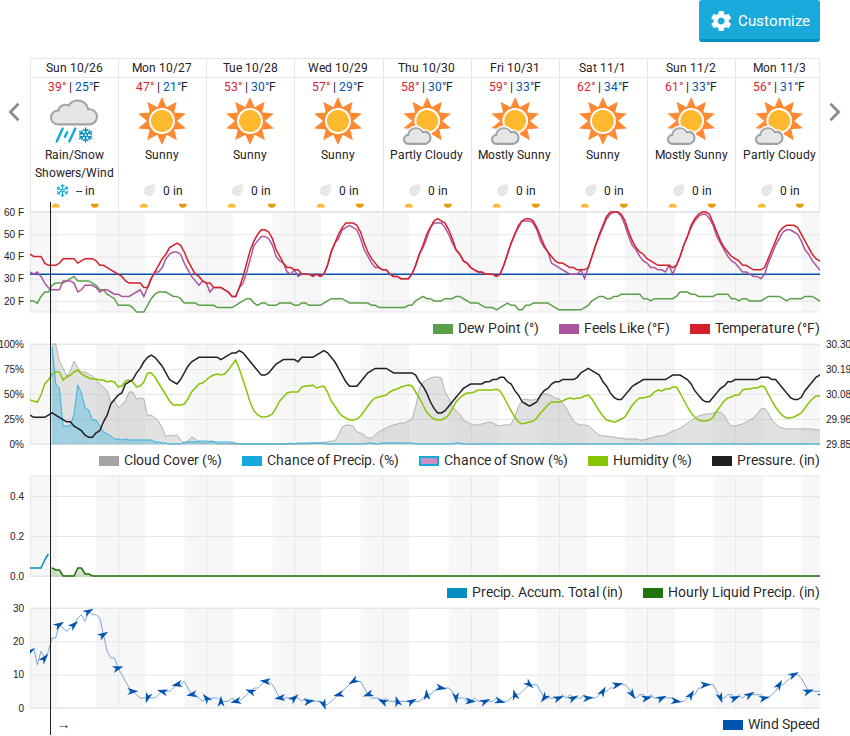 Customize
Sun 10/26 Mon 10/27 Tue 10/28 Wed 10/29 Thu 10/30 Fri 10/31 Sat 11/1 Sun 11/2 Mon 11/3
39° | 25°F 47° | 21°F 53° | 30°F 57° | 29°F 58° | 30°F 59° | 33°F 62° | 34°F 61° | 33°F 56° | 31°F
Rain/Snow Sunny Sunny Sunny Partly Cloudy Mostly Sunny Sunny Mostly Sunny Partly Cloudy
Showers/Wind
-- in 0 in 0 in 0 in 0 in 0 in 0 in 0 in 0 in
60 F
50 F
40 F
30 F
20 F
Dew Point (°) Feels Like (°F) Temperature (°F)
100% 30.30
75% 30.19
50% 30.08
25% 29.96
0% 29.85
Cloud Cover (%) Chance of Precip. (%) Chance of Snow (%) Humidity (%) Pressure. (in)
0.4
0.2
0.0
Precip. Accum. Total (in) Hourly Liquid Precip. (in)
30
20
10
0
→ Wind Speed